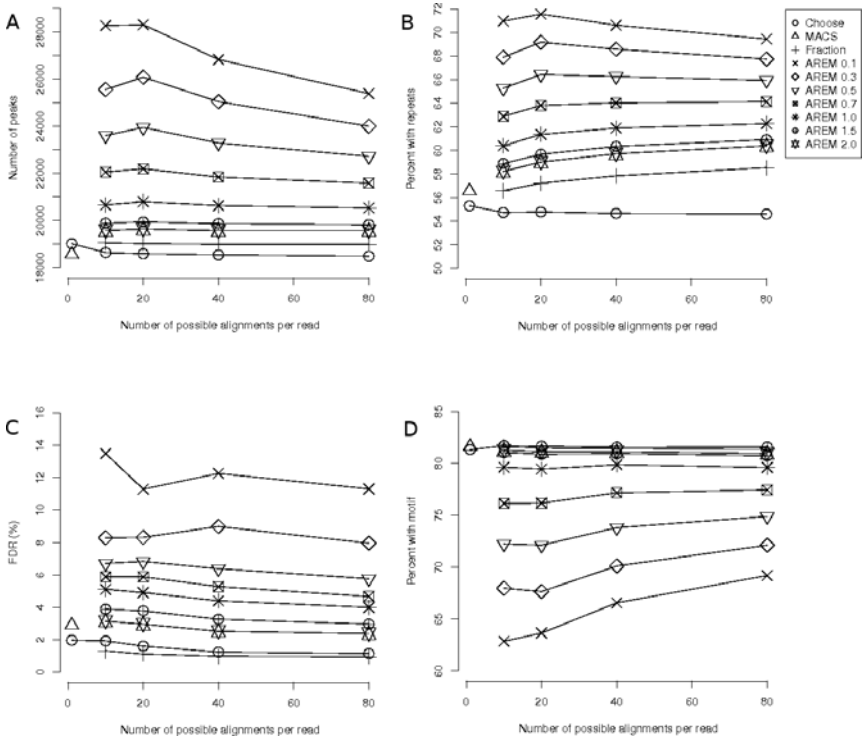 A
Number of peaks
18000 20000 22000 24000 26000 28000
0 20 40 60 80
Number of possible alignments per read
B
Percent with repeats
50 52 54 56 58 60 62 64 66 68 70 72
0 20 40 60 80
Number of possible alignments per read
Choose
MACS
Fraction
AREM 0.1
AREM 0.3
AREM 0.5
AREM 0.7
AREM 1.0
AREM 1.5
AREM 2.0
C
FDR (%)
0 2 4 6 8 10 12 14 16
0 20 40 60 80
Number of possible alignments per read
D
Percent with motif
60 65 70 75 80 85
0 20 40 60 80
Number of possible alignments per read